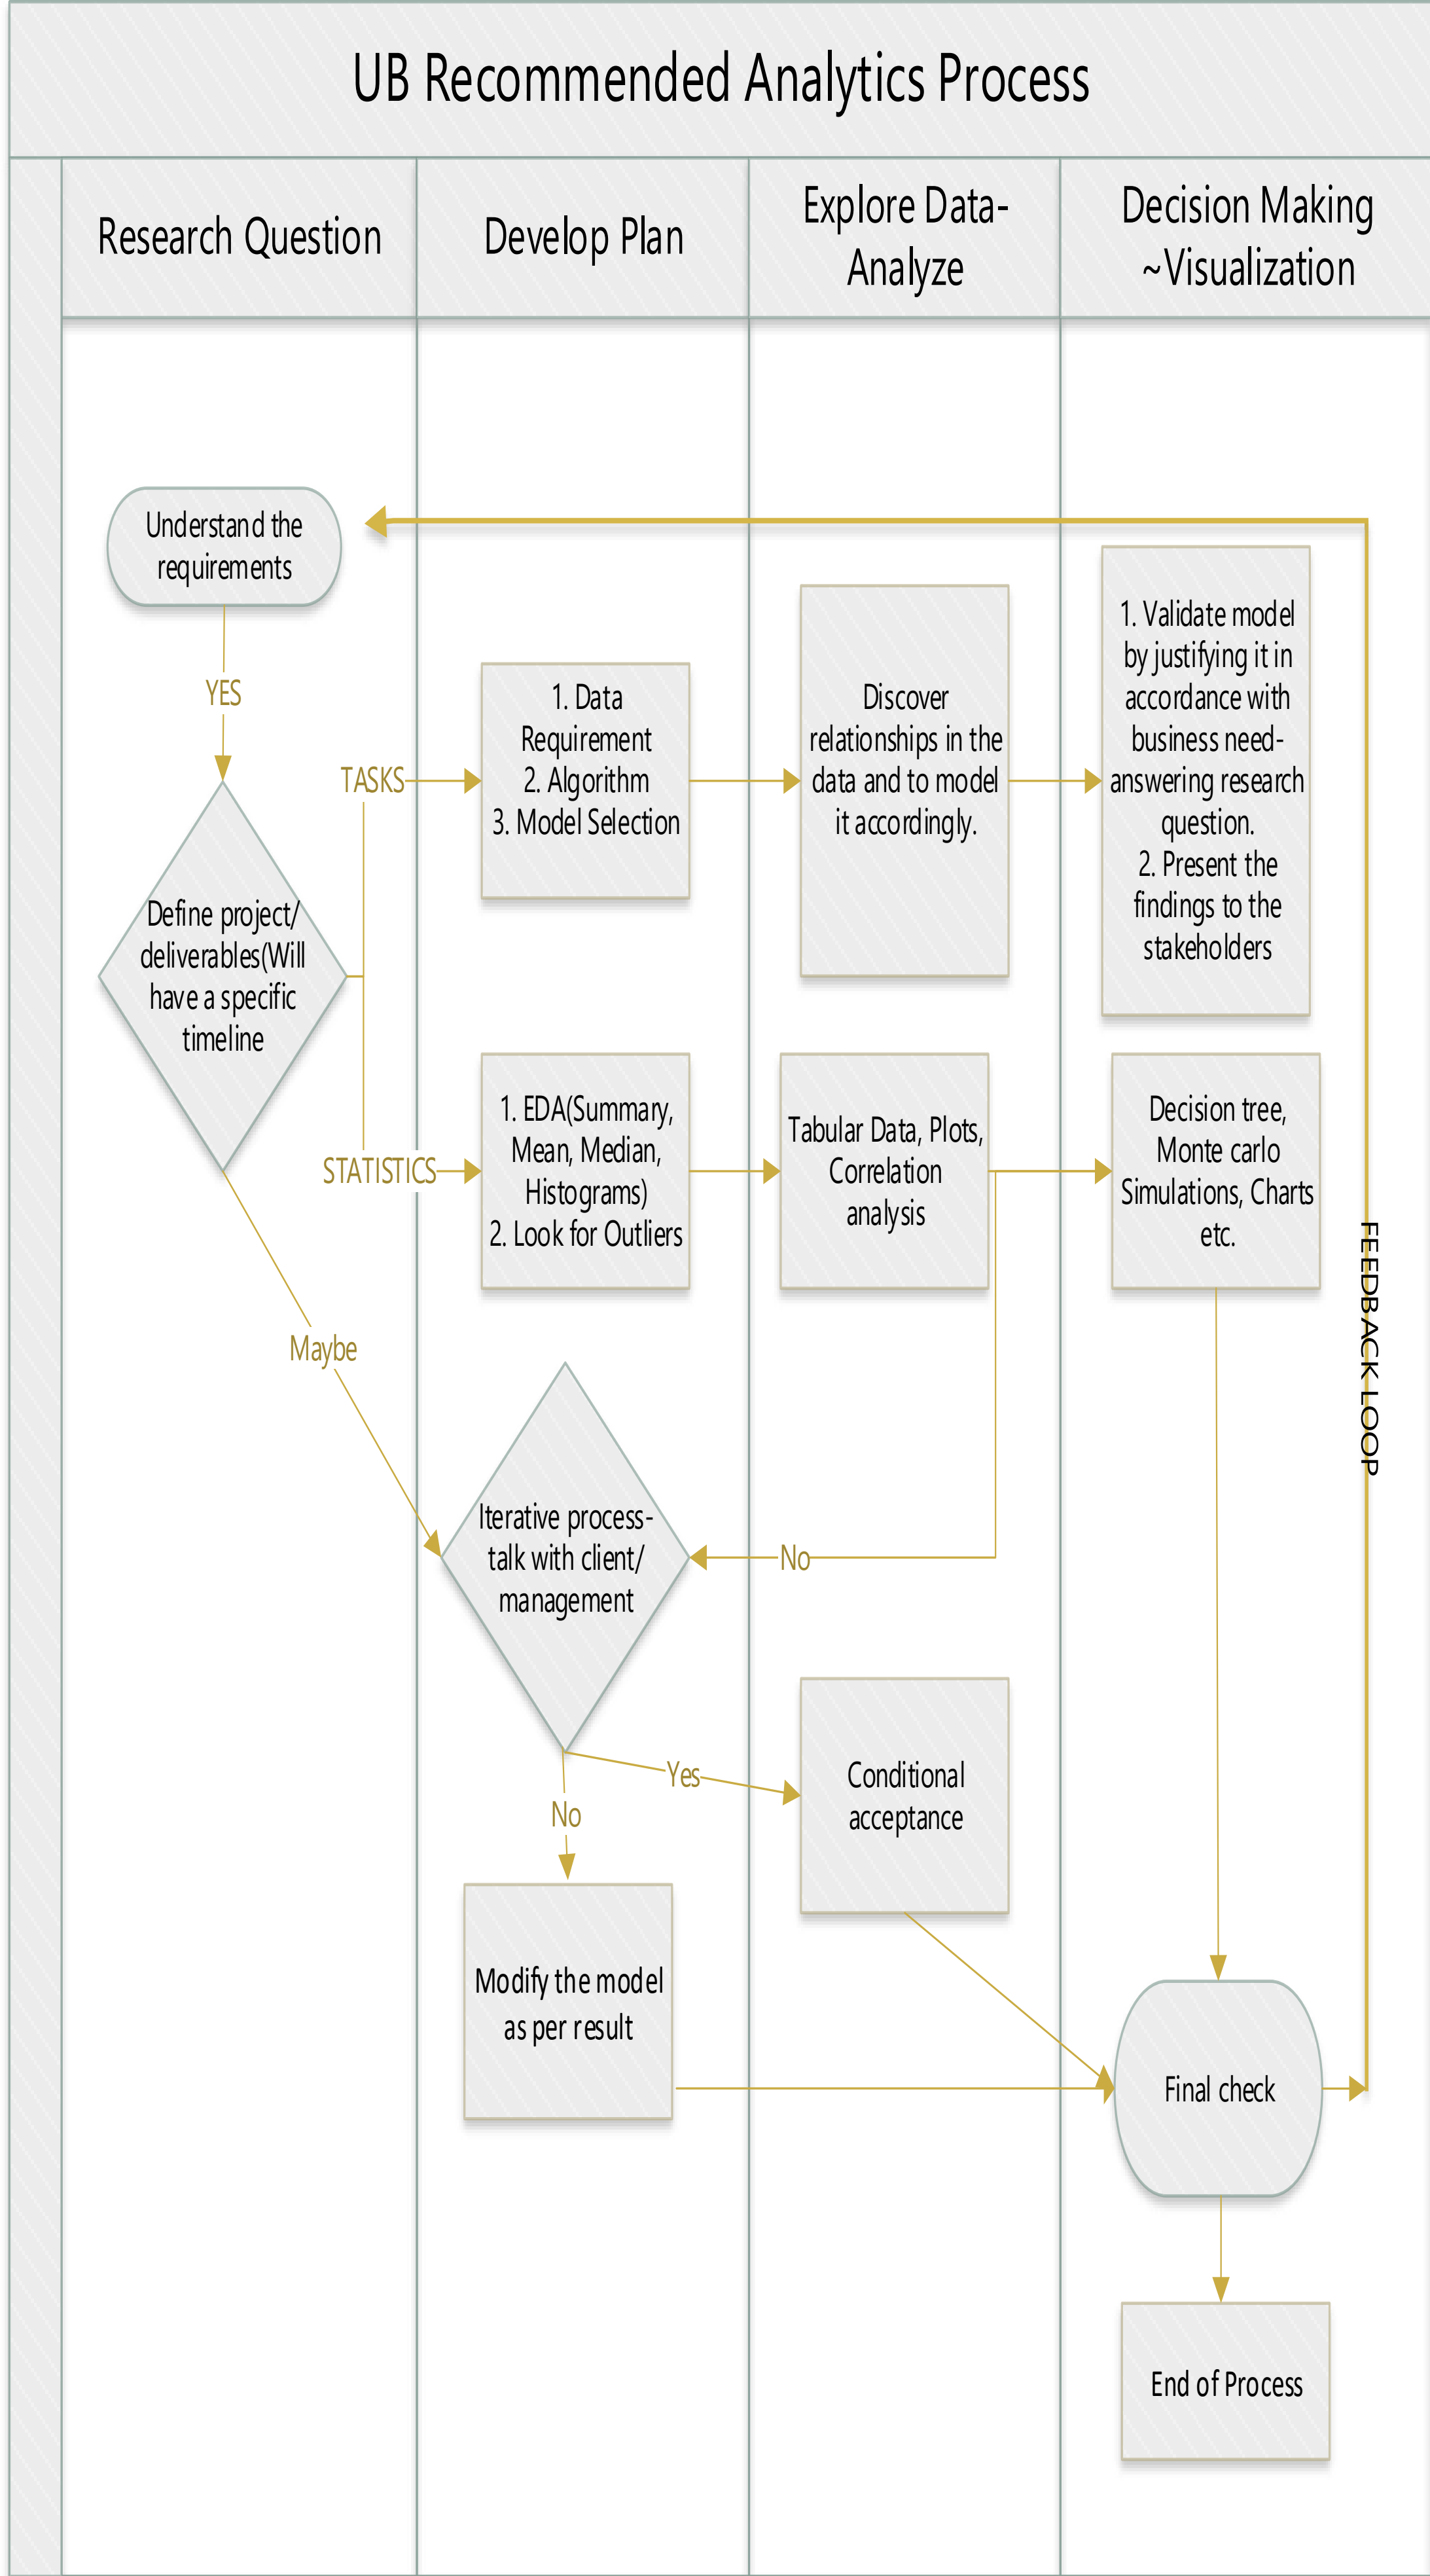 UB Recommended Analytics Process
Research Question
Develop Plan
Explore Data-
Analyze
Decision Making
~Visualization
Understand the
requirements
YES
Define project/
deliverables(Will
have a specific
timeline
TASKS
1. Data
Requirement
2. Algorithm
3. Model Selection
Discover
relationships in the
data and to model
it accordingly.
1. Validate model
by justifying it in
accordance with
business need-
answering research
question.
2. Present the
findings to the
stakeholders
STATISTICS
1. EDA(Summary,
Mean, Median,
Histograms)
2. Look for Outliers
Tabular Data, Plots,
Correlation
analysis
Decision tree,
Monte carlo
Simulations, Charts
etc.
FEEDBACK LOOP
Maybe
Iterative process-
talk with client/
management
No
Yes
No
Conditional
acceptance
Modify the model
as per result
Final check
End of Process